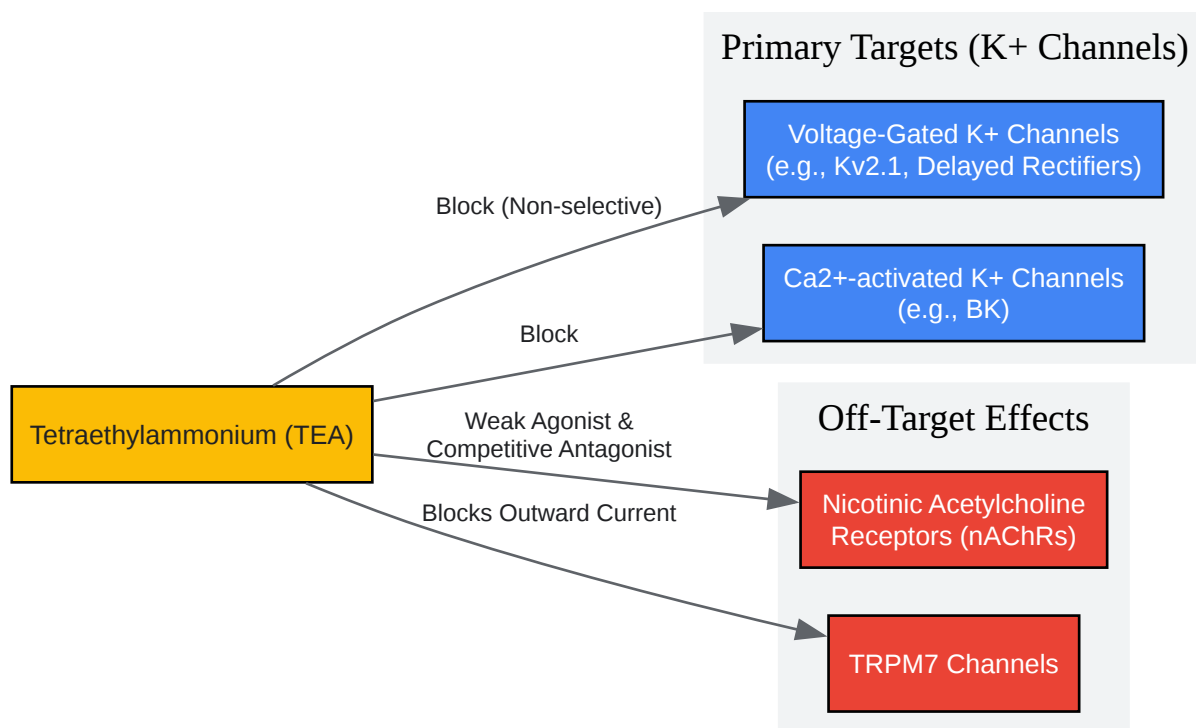 Primary Targets (K+ Channels)
Voltage-Gated K+ Channels
(e.g., Kv2.1, Delayed Rectifiers)
Block (Non-selective)
Ca2+-activated K+ Channels
(e.g., BK)
Block
Tetraethylammonium (TEA)
Weak Agonist &
Competitive Antagonist
Off-Target Effects
Nicotinic Acetylcholine
Receptors (nAChRs)
Blocks Outward Current
TRPM7 Channels